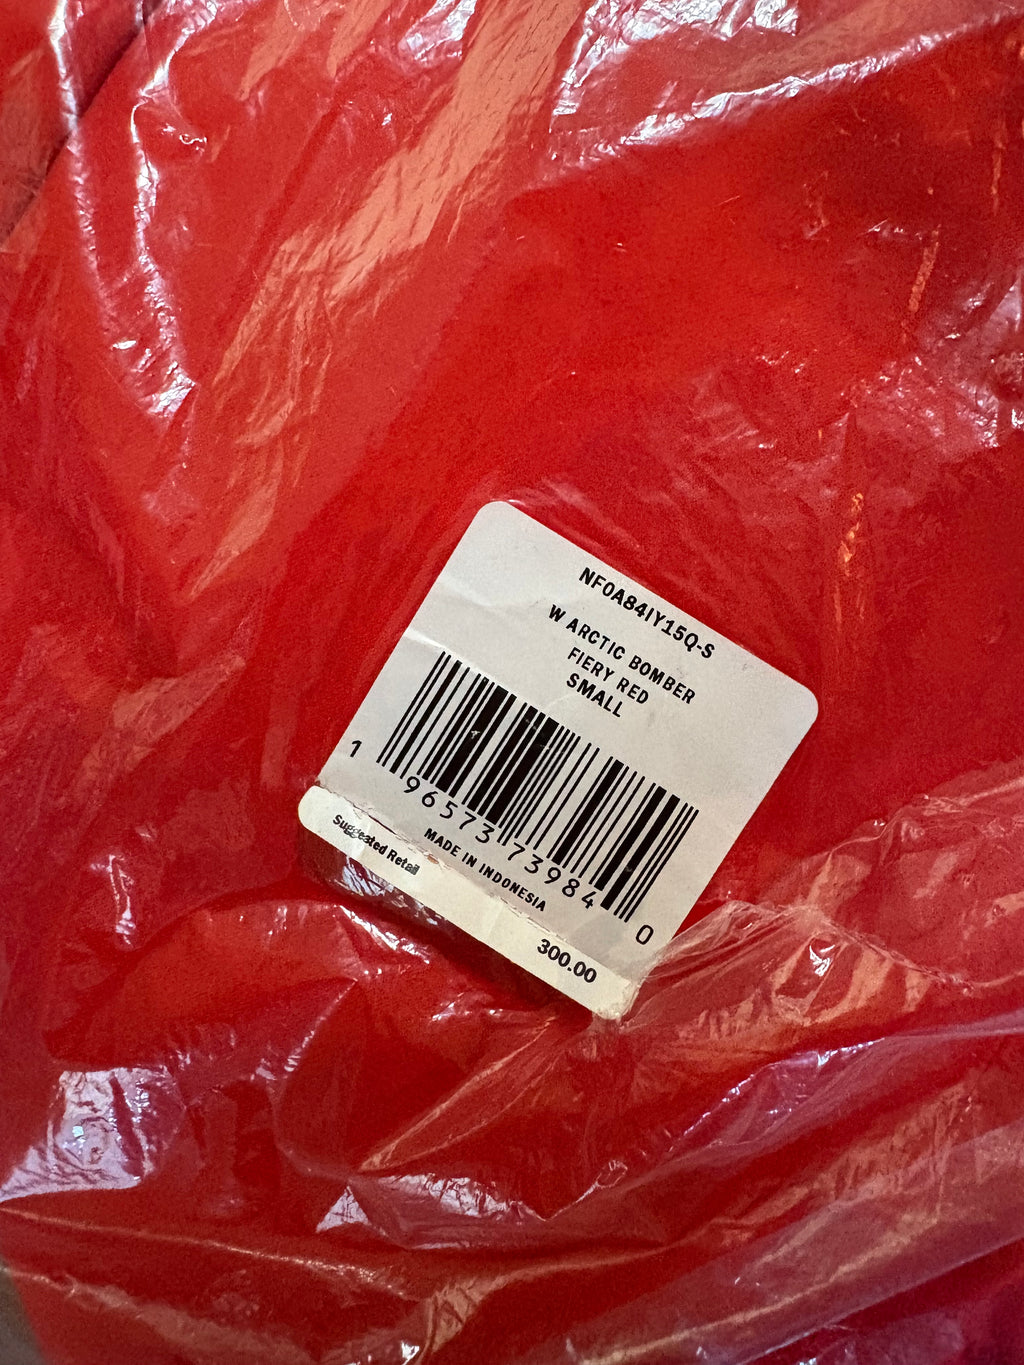 NF0A84IY15Q-S
W ARCTIC BOMBER
FIERY RED
SMALL
1 96573 73984 0
MADE IN INDONESIA
Suggested Retail
300.00